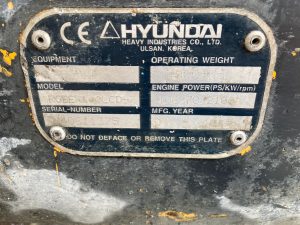 CE HYUNDAI
HEAVY INDUSTRIES CO., LTD.
ULSAN, KOREA
EQUIPMENT OPERATING WEIGHT
MODEL ENGINE POWER(PS/KW/rpm)
SERIAL-NUMBER MFG. YEAR
DO NOT DEFACE OR REMOVE THIS PLATE